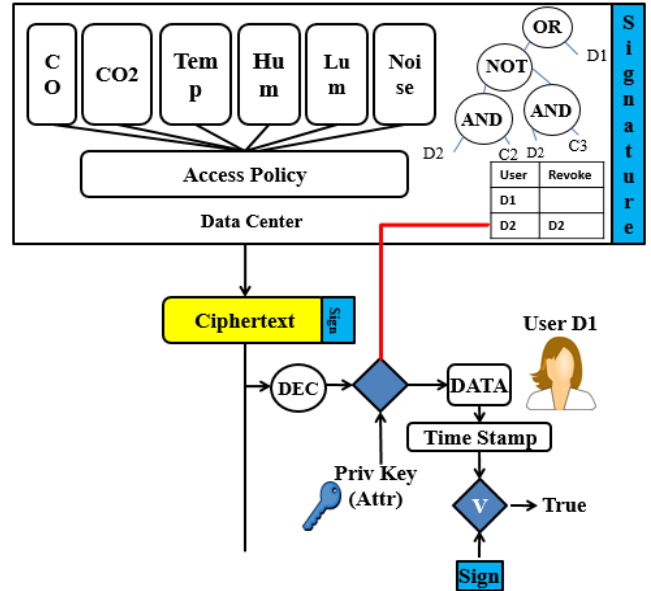 C
O
CO2
Tem
p
Hu
m
Lu
m
Noi
se
OR
D1
NOT
AND
AND
D2
C2
D2
C3
Access Policy
Data Center
User Revoke
D1
D2 D2
S
i
g
n
a
t
u
r
e
Ciphertext
Sign
User D1
DEC
DATA
Time Stamp
Priv Key
(Attr)
V
True
Sign